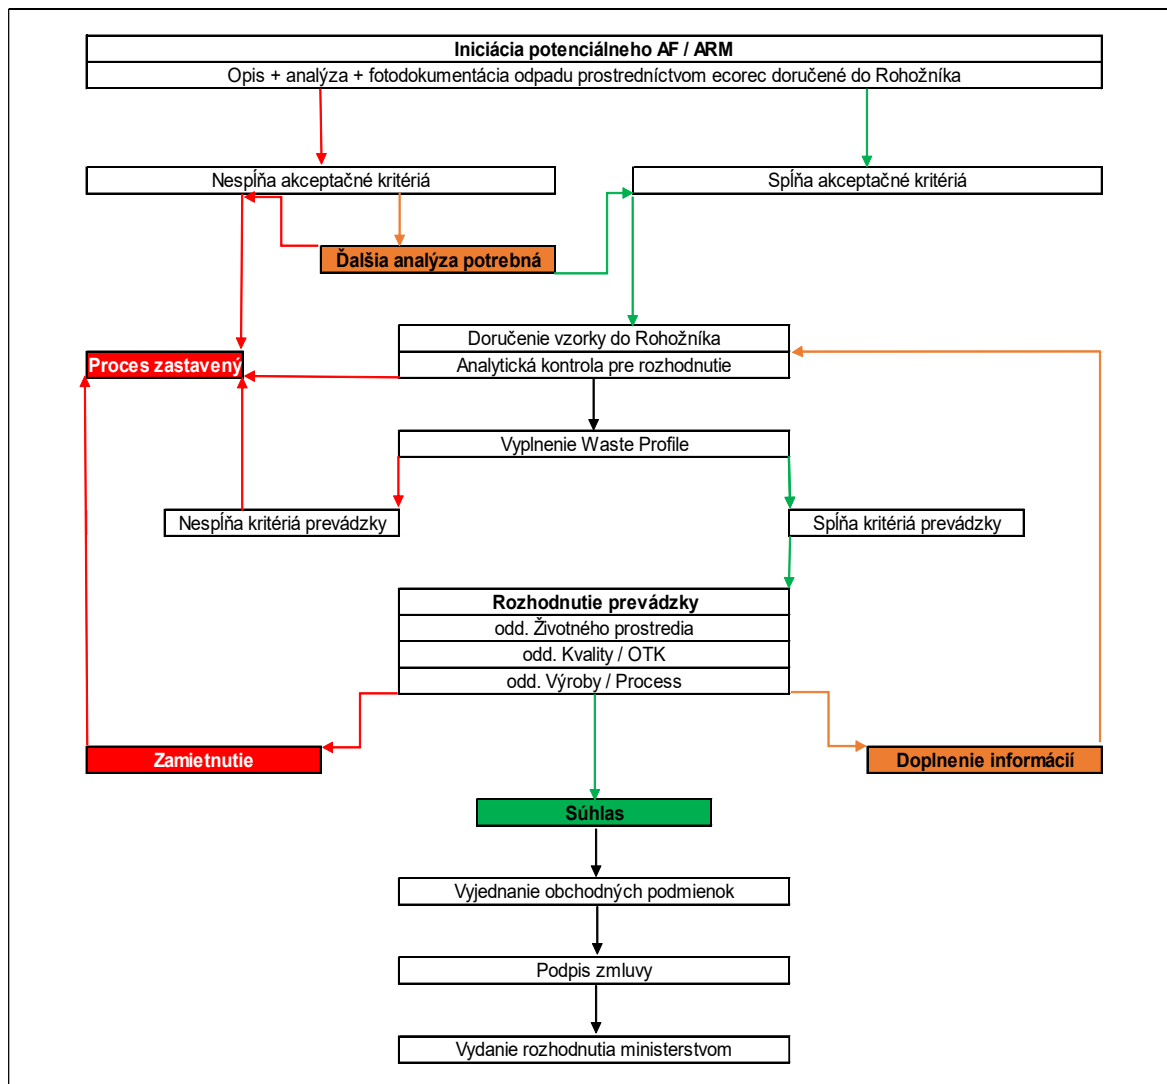 Iniciácia potenciálneho AF / ARM
Opis + analýza + fotodokumentácia odpadu prostredníctvom ecorec doručené do Rohožníka
Nespĺňa akceptačné kritériá
Spĺňa akceptačné kritériá
Ďalšia analýza potrebná
Doručenie vzorky do Rohožníka
Proces zastavený
Analytická kontrola pre rozhodnutie
Vyplnenie Waste Profile
Nespĺňa kritériá prevádzky
Spĺňa kritériá prevádzky
Rozhodnutie prevádzky
odd. Životného prostredia
odd. Kvality / OTK
odd. Výroby / Process
Zamietnutie
Doplnenie informácií
Súhlas
Vyjednanie obchodných podmienok
Podpis zmluvy
Vydanie rozhodnutia ministerstvom